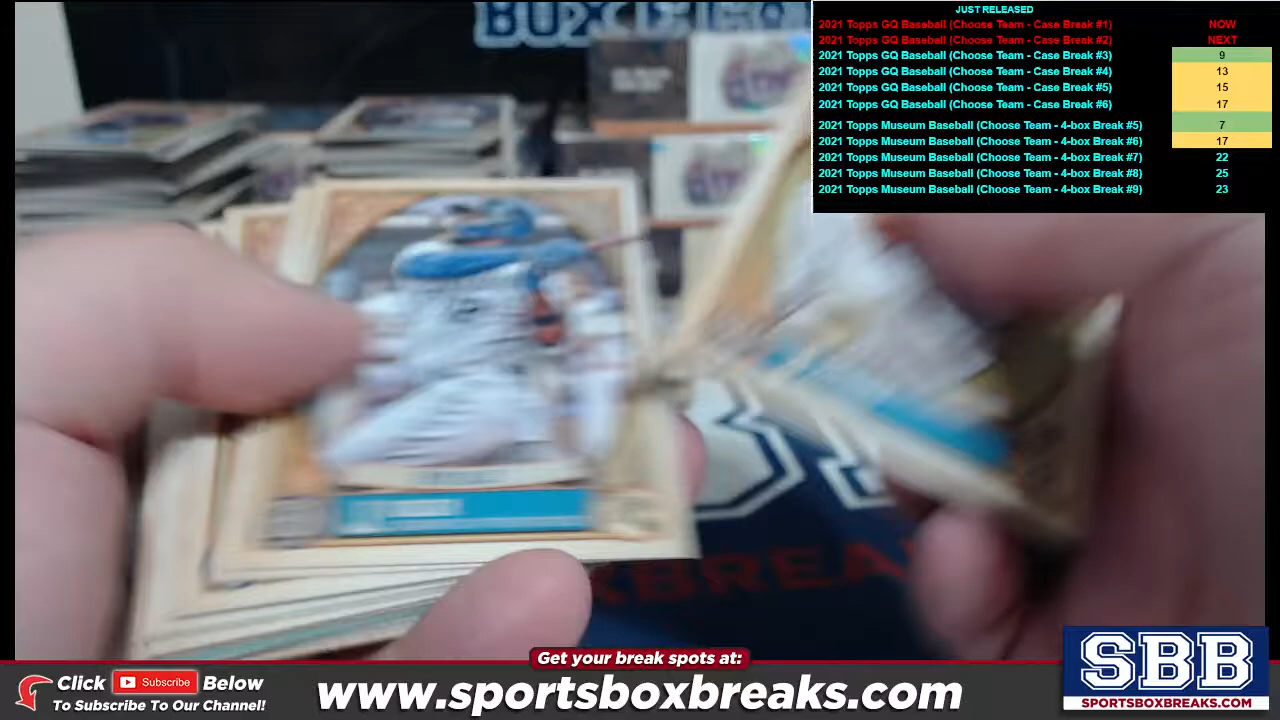 JUST RELEASED
2021 Topps GQ Baseball (Choose Team - Case Break #1) NOW
2021 Topps GQ Baseball (Choose Team - Case Break #2) NEXT
2021 Topps GQ Baseball (Choose Team - Case Break #3) 9
2021 Topps GQ Baseball (Choose Team - Case Break #4) 13
2021 Topps GQ Baseball (Choose Team - Case Break #5) 15
2021 Topps GQ Baseball (Choose Team - Case Break #6) 17
2021 Topps Museum Baseball (Choose Team - 4-box Break #5) 7
2021 Topps Museum Baseball (Choose Team - 4-box Break #6) 17
2021 Topps Museum Baseball (Choose Team - 4-box Break #7) 22
2021 Topps Museum Baseball (Choose Team - 4-box Break #8) 25
2021 Topps Museum Baseball (Choose Team - 4-box Break #9) 23
XBREA
Get your break spots at:
Click Subscribe Below
To Subscribe To Our Channel!
www.sportsboxbreaks.com
SBB
SPORTSBOXBREAKS.COM